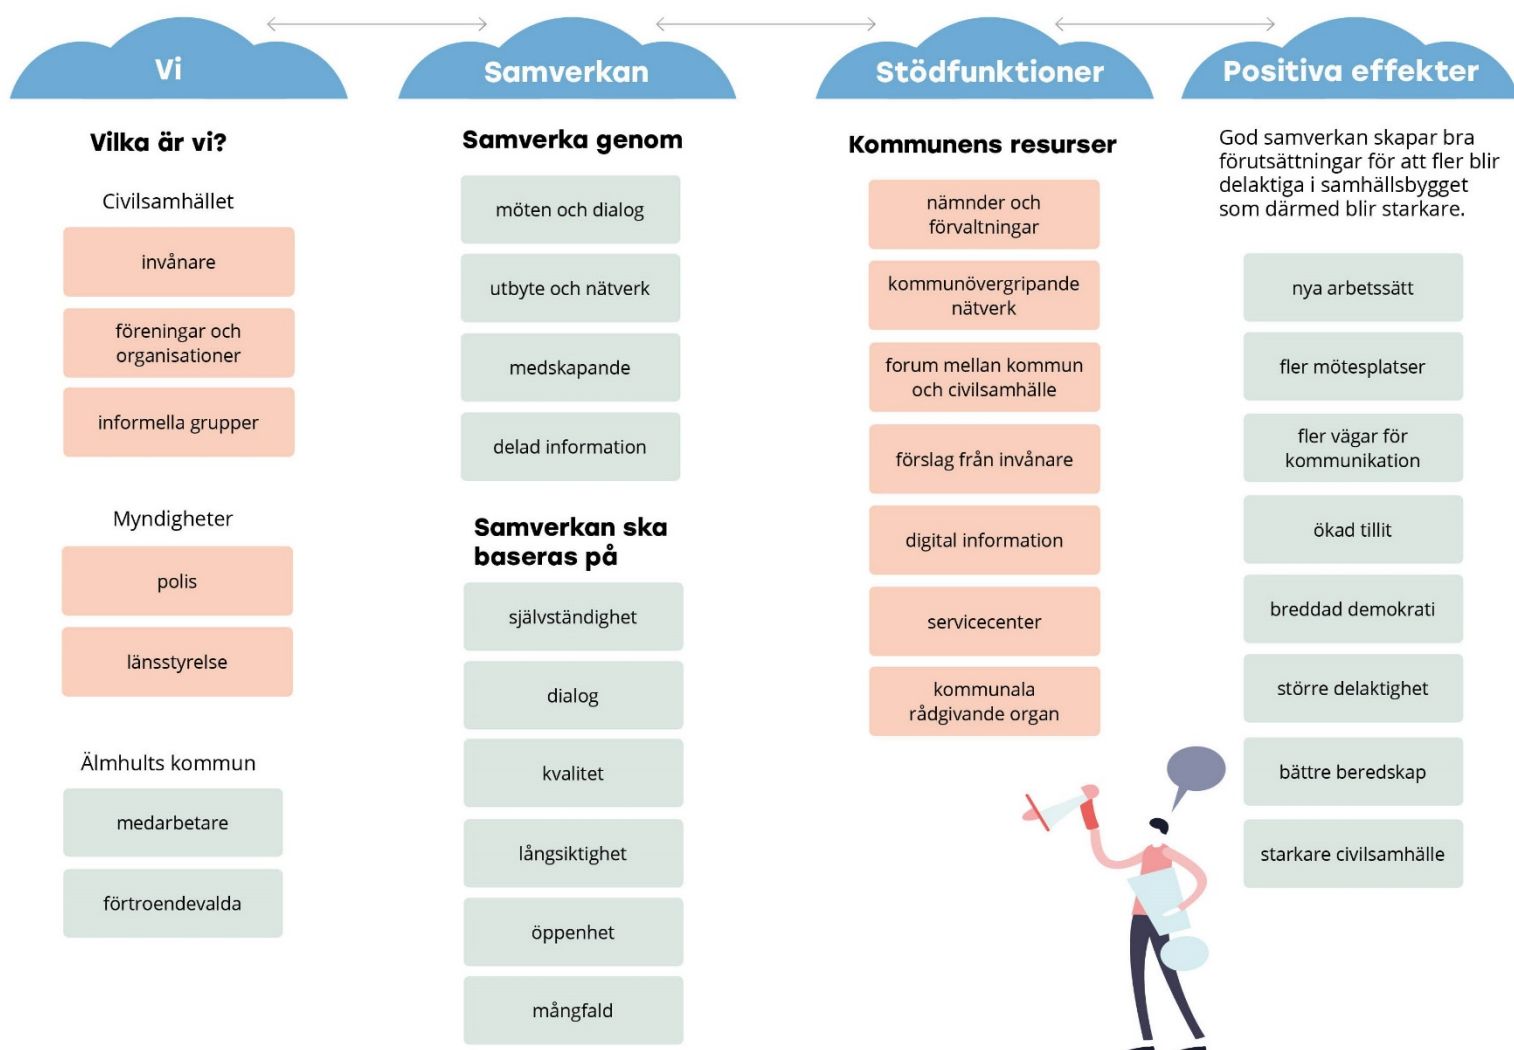 Vi
Vilka är vi?
Civilsamhället
invånare
föreningar och
organisationer
informella grupper
Myndigheter
polis
länsstyrelse
Älmhults kommun
medarbetare
förtroendevalda
Samverkan
Samverka genom
möten och dialog
utbyte och nätverk
medskapande
delad information
Samverkan ska
baseras på
självständighet
dialog
kvalitet
långsiktighet
öppenhet
mångfald
Stödfunktioner
Kommunens resurser
nämnder och
förvaltningar
kommunövergripande
nätverk
forum mellan kommun
och civilsamhälle
förslag från invånare
digital information
servicecenter
kommunala
rådgivande organ
Positiva effekter
God samverkan skapar bra
förutsättningar för att fler blir
delaktiga i samhällsbygget
som därmed blir starkare.
nya arbetssätt
fler mötesplatser
fler vägar för
kommunikation
ökad tillit
breddad demokrati
större delaktighet
bättre beredskap
starkare civilsamhälle